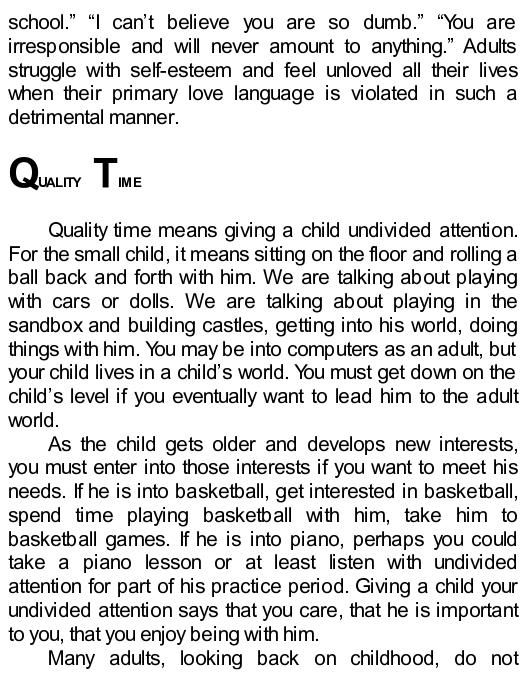 school.” “I can’t believe you are so dumb.” “You are
irresponsible and will never amount to anything.” Adults
struggle with self-esteem and feel unloved all their lives
when their primary love language is violated in such a
detrimental manner.
QUALITY TIME
Quality time means giving a child undivided attention.
For the small child, it means sitting on the floor and rolling a
ball back and forth with him. We are talking about playing
with cars or dolls. We are talking about playing in the
sandbox and building castles, getting into his world, doing
things with him. You may be into computers as an adult, but
your child lives in a child’s world. You must get down on the
child’s level if you eventually want to lead him to the adult
world.
As the child gets older and develops new interests,
you must enter into those interests if you want to meet his
needs. If he is into basketball, get interested in basketball,
spend time playing basketball with him, take him to
basketball games. If he is into piano, perhaps you could
take a piano lesson or at least listen with undivided
attention for part of his practice period. Giving a child your
undivided attention says that you care, that he is important
to you, that you enjoy being with him.
Many adults, looking back on childhood, do not